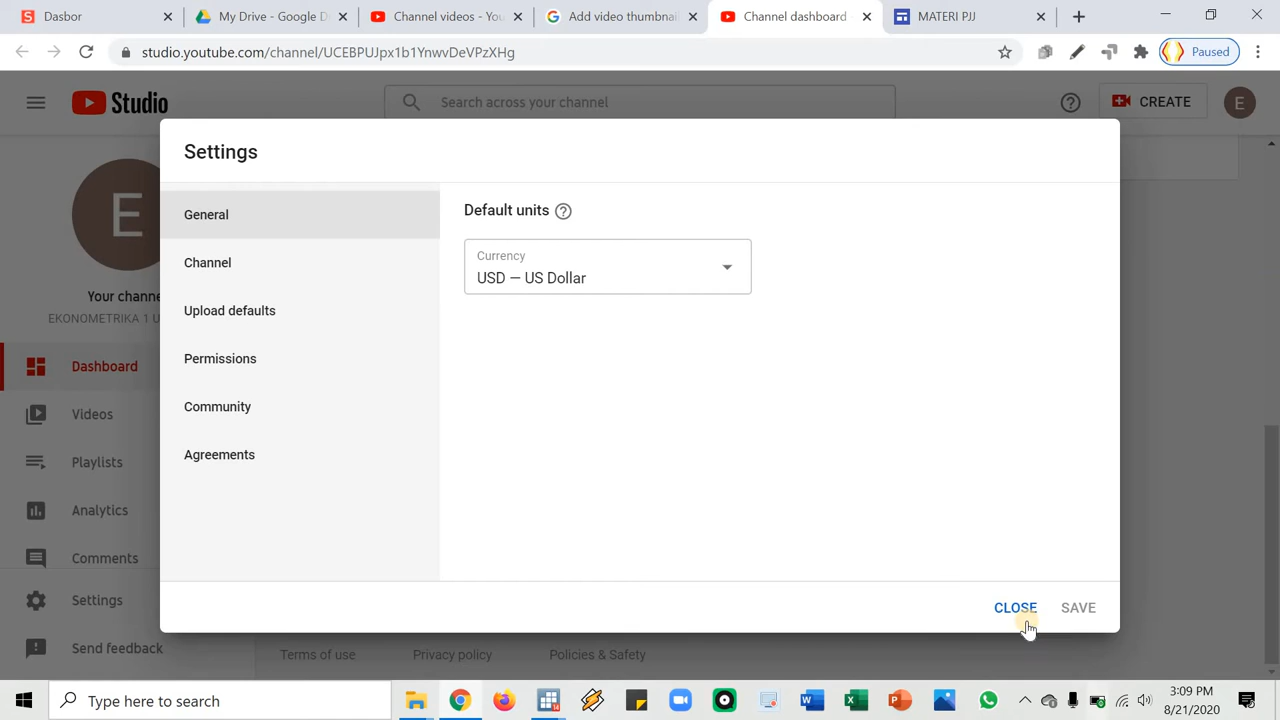 Dasbor
My Drive - Google D
Channel videos - You
Add video thumbnai
Channel dashboard
MATERI PJJ
studio.youtube.com/channel/UCEBPUJpx1b1YnwvDeVPzXHg
Paused
Studio
Search across your channel
CREATE
E
Settings
General
Channel
Upload defaults
Permissions
Community
Agreements
Default units
Currency
USD — US Dollar
CLOSE
SAVE
E
Your channe
EKONOMETRIKA 1 U
Dashboard
Videos
Playlists
Analytics
Comments
Settings
Send feedback
Terms of use
Privacy policy
Policies & Safety
Type here to search
3:09 PM
8/21/2020